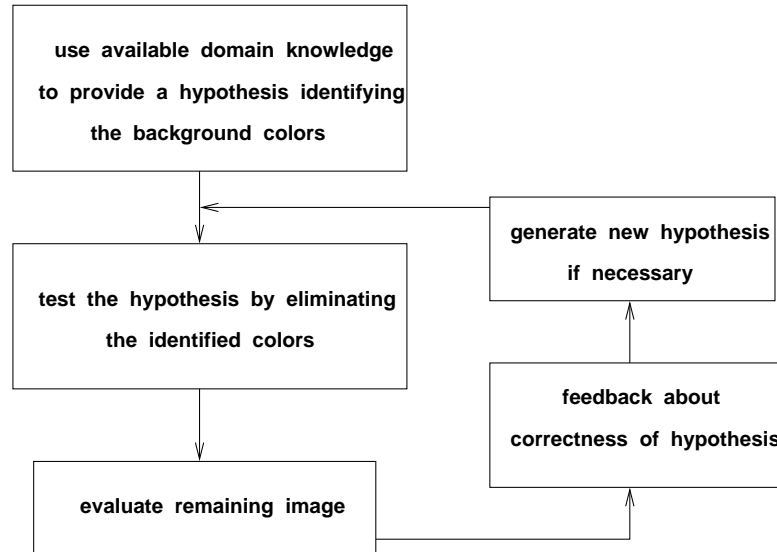 use available domain knowledge
to provide a hypothesis identifying
the background colors
test the hypothesis by eliminating
the identified colors
evaluate remaining image
feedback about
correctness of hypothesis
generate new hypothesis
if necessary